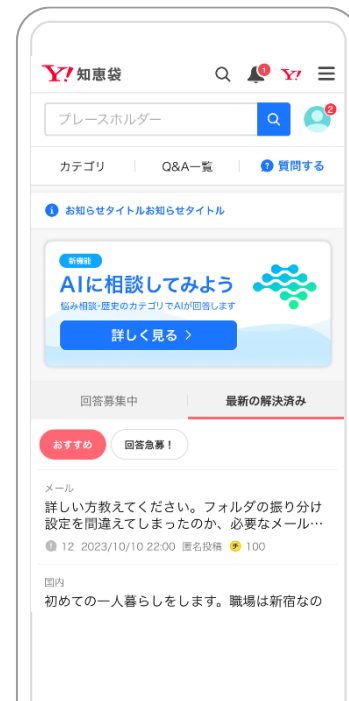 Y! 知恵袋
1
Y!
プレースホルダー
2
カテゴリ
Q&A一覧
? 質問する
お知らせタイトルお知らせタイトル
新機能
AIに相談してみよう
悩み相談・歴史のカテゴリでAIが回答します
詳しく見る >
回答募集中
最新の解決済み
おすすめ
回答急募！
メール
詳しい方教えてください。フォルダの振り分け
設定を間違えてしまったのか、必要なメール…
12 2023/10/10 22:00 匿名投稿 チ 100
国内
初めての一人暮らしをします。職場は新宿なの